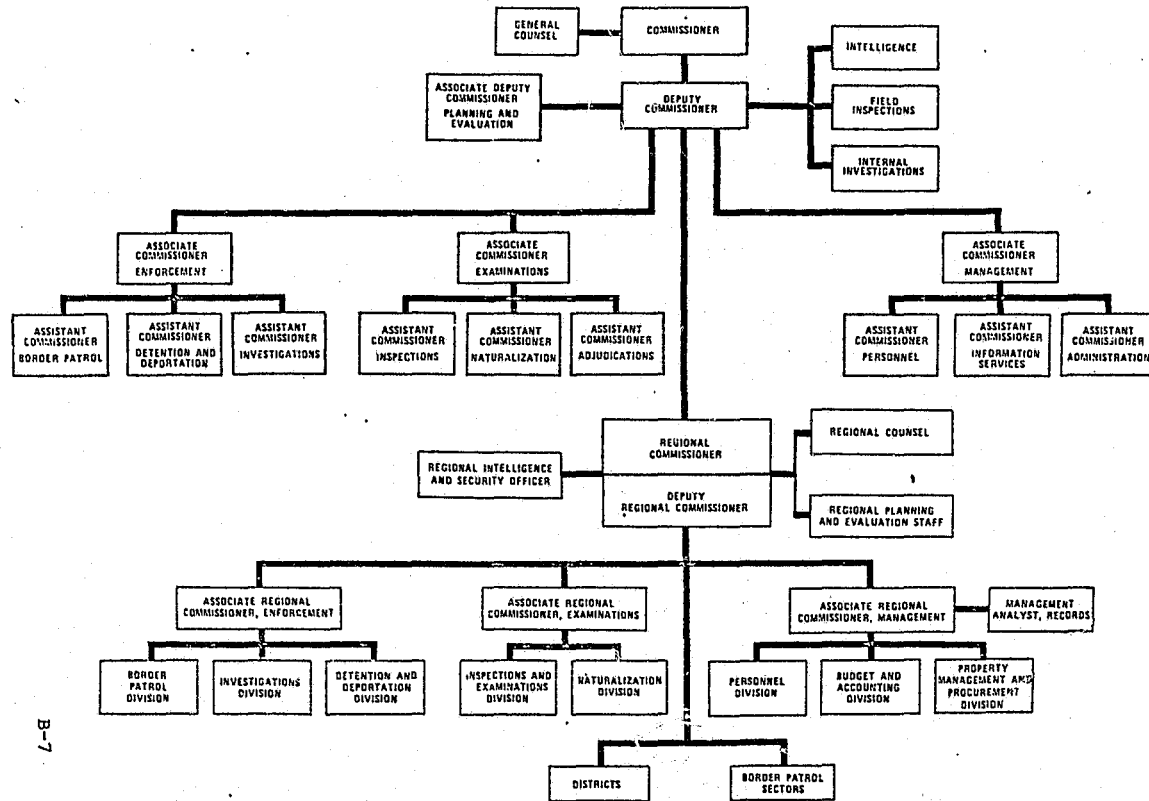 GENERAL
COUNSEL
COMMISSIONER
INTELLIGENCE
ASSOCIATE DEPUTY
COMMISSIONER
PLANNING AND
EVALUATION
DEPUTY
COMMISSIONER
FIELD
INSPECTIONS
INTERNAL
INVESTIGATIONS
ASSOCIATE
COMMISSIONER
ENFORCEMENT
ASSOCIATE
COMMISSIONER
EXAMINATIONS
ASSOCIATE
COMMISSIONER
MANAGEMENT
ASSISTANT
COMMISSIONER
BORDER PATROL
ASSISTANT
COMMISSIONER
DETENTION AND
DEPORTATION
ASSISTANT
COMMISSIONER
INVESTIGATIONS
ASSISTANT
COMMISSIONER
INSPECTIONS
ASSISTANT
COMMISSIONER
NATURALIZATION
ASSISTANT
COMMISSIONER
ADJUDICATIONS
ASSISTANT
COMMISSIONER
PERSONNEL
ASSISTANT
COMMISSIONER
INFORMATION
SERVICES
ASSISTANT
COMMISSIONER
ADMINISTRATION
REGIONAL
COMMISSIONER
REGIONAL COUNSEL
REGIONAL INTELLIGENCE
AND SECURITY OFFICER
DEPUTY
REGIONAL COMMISSIONER
REGIONAL PLANNING
AND EVALUATION STAFF
ASSOCIATE REGIONAL
COMMISSIONER, ENFORCEMENT
ASSOCIATE REGIONAL
COMMISSIONER, EXAMINATIONS
ASSOCIATE REGIONAL
COMMISSIONER, MANAGEMENT
MANAGEMENT
ANALYST, RECORDS
BORDER
PATROL
DIVISION
INVESTIGATIONS
DIVISION
DETENTION AND
DEPORTATION
DIVISION
INSPECTIONS AND
EXAMINATIONS
DIVISION
NATURALIZATION
DIVISION
PERSONNEL
DIVISION
BUDGET AND
ACCOUNTING
DIVISION
PROPERTY
MANAGEMENT AND
PROCUREMENT
DIVISION
DISTRICTS
BORDER PATROL
SECTORS
B-7